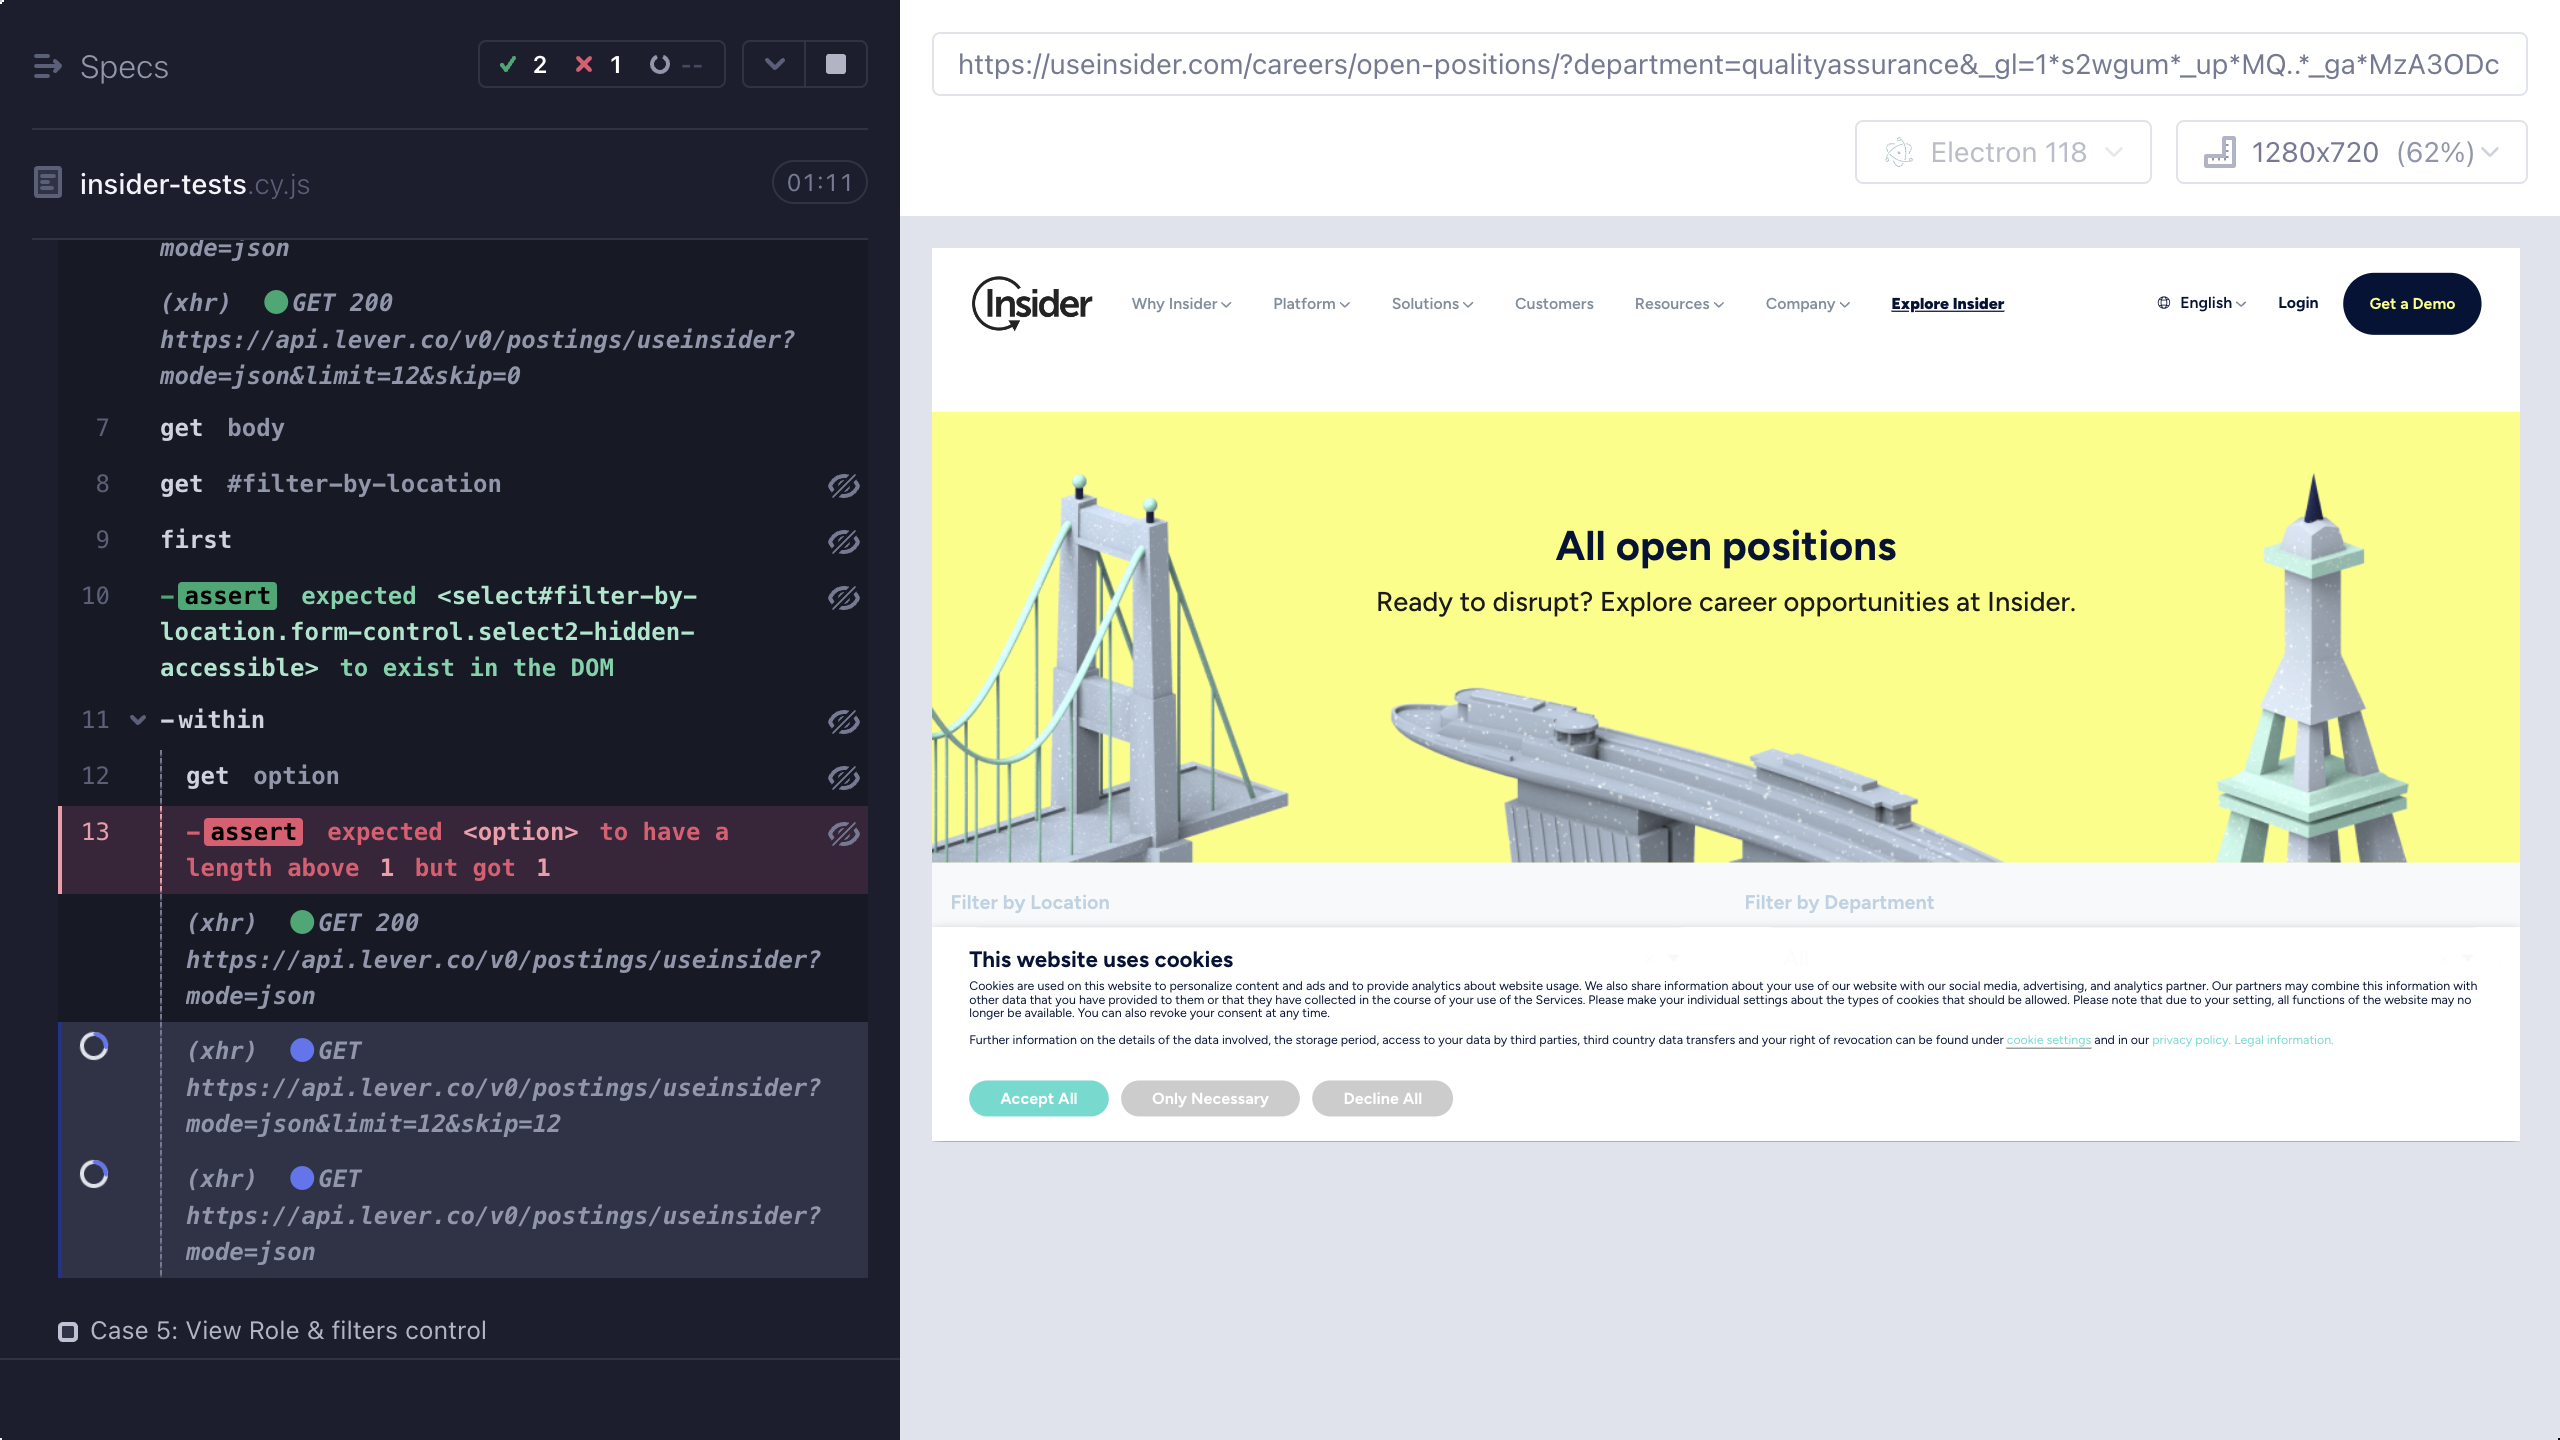 Specs
2
1
--
insider-tests.cy.js
01:11
mode=json
(xhr) GET 200
https://api.lever.co/v0/postings/useinsider?
mode=json&limit=12&skip=0
7 get body
8 get #filter-by-location
9 first
10 -assert expected <select#filter-by-
location.form-control.select2-hidden-
accessible> to exist in the DOM
11 -within
12 get option
13 -assert expected <option> to have a
length above 1 but got 1
(xhr) GET 200
https://api.lever.co/v0/postings/useinsider?
mode=json
(xhr) GET
https://api.lever.co/v0/postings/useinsider?
mode=json&limit=12&skip=12
(xhr) GET
https://api.lever.co/v0/postings/useinsider?
mode=json
Case 5: View Role & filters control
https://useinsider.com/careers/open-positions/?department=qualityassurance&_gl=1*s2wgum*_up*MQ..*_ga*MzA3ODc
Electron 118
1280x720 (62%)
Insider
Why Insider
Platform
Solutions
Customers
Resources
Company
Explore Insider
English
Login
Get a Demo
All open positions
Ready to disrupt? Explore career opportunities at Insider.
Filter by Location
Filter by Department
This website uses cookies
All
Cookies are used on this website to personalize content and ads and to provide analytics about website usage. We also share information about your use of our website with our social media, advertising, and analytics partner. Our partners may combine this information with
other data that you have provided to them or that they have collected in the course of your use of the Services. Please make your individual settings about the types of cookies that should be allowed. Please note that due to your setting, all functions of the website may no
longer be available. You can also revoke your consent at any time.
Further information on the details of the data involved, the storage period, access to your data by third parties, third country data transfers and your right of revocation can be found under cookie settings and in our privacy policy. Legal information.
Accept All
Only Necessary
Decline All